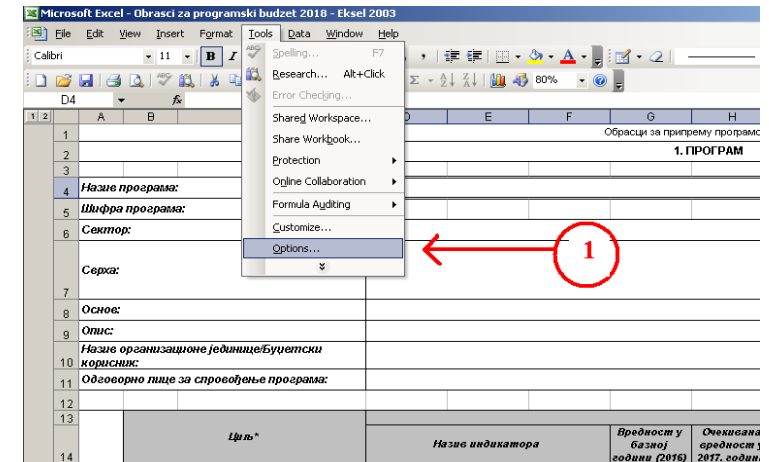 Microsoft Excel - Obrasci za programski budzet 2018 - Eksel 2003
File Edit View Insert Format Tools Data Window Help
Calibri 11 B I
80%
D4 fx
Spelling... F7
Research... Alt+Click
Error Checking...
Shared Workspace...
Share Workbook...
Protection
Online Collaboration
Formula Auditing
Customize...
Options...
1
1 2 A B D E F G H
1 Обрасци за припрему програмс
2 1. ПРОГРАМ
3
4 Назив програма:
5 Шифра програма:
6 Сектор:
7 Сврха:
8 Основ:
9 Опис:
Назив организационе јединице/Буџетски
10 корисник:
11 Одговорно лице за спровођење програма:
12
13
14 Циљ*
Назив индикатора
Вредност у
базној
години (2016)
Очекивана
вредност у
2017. години